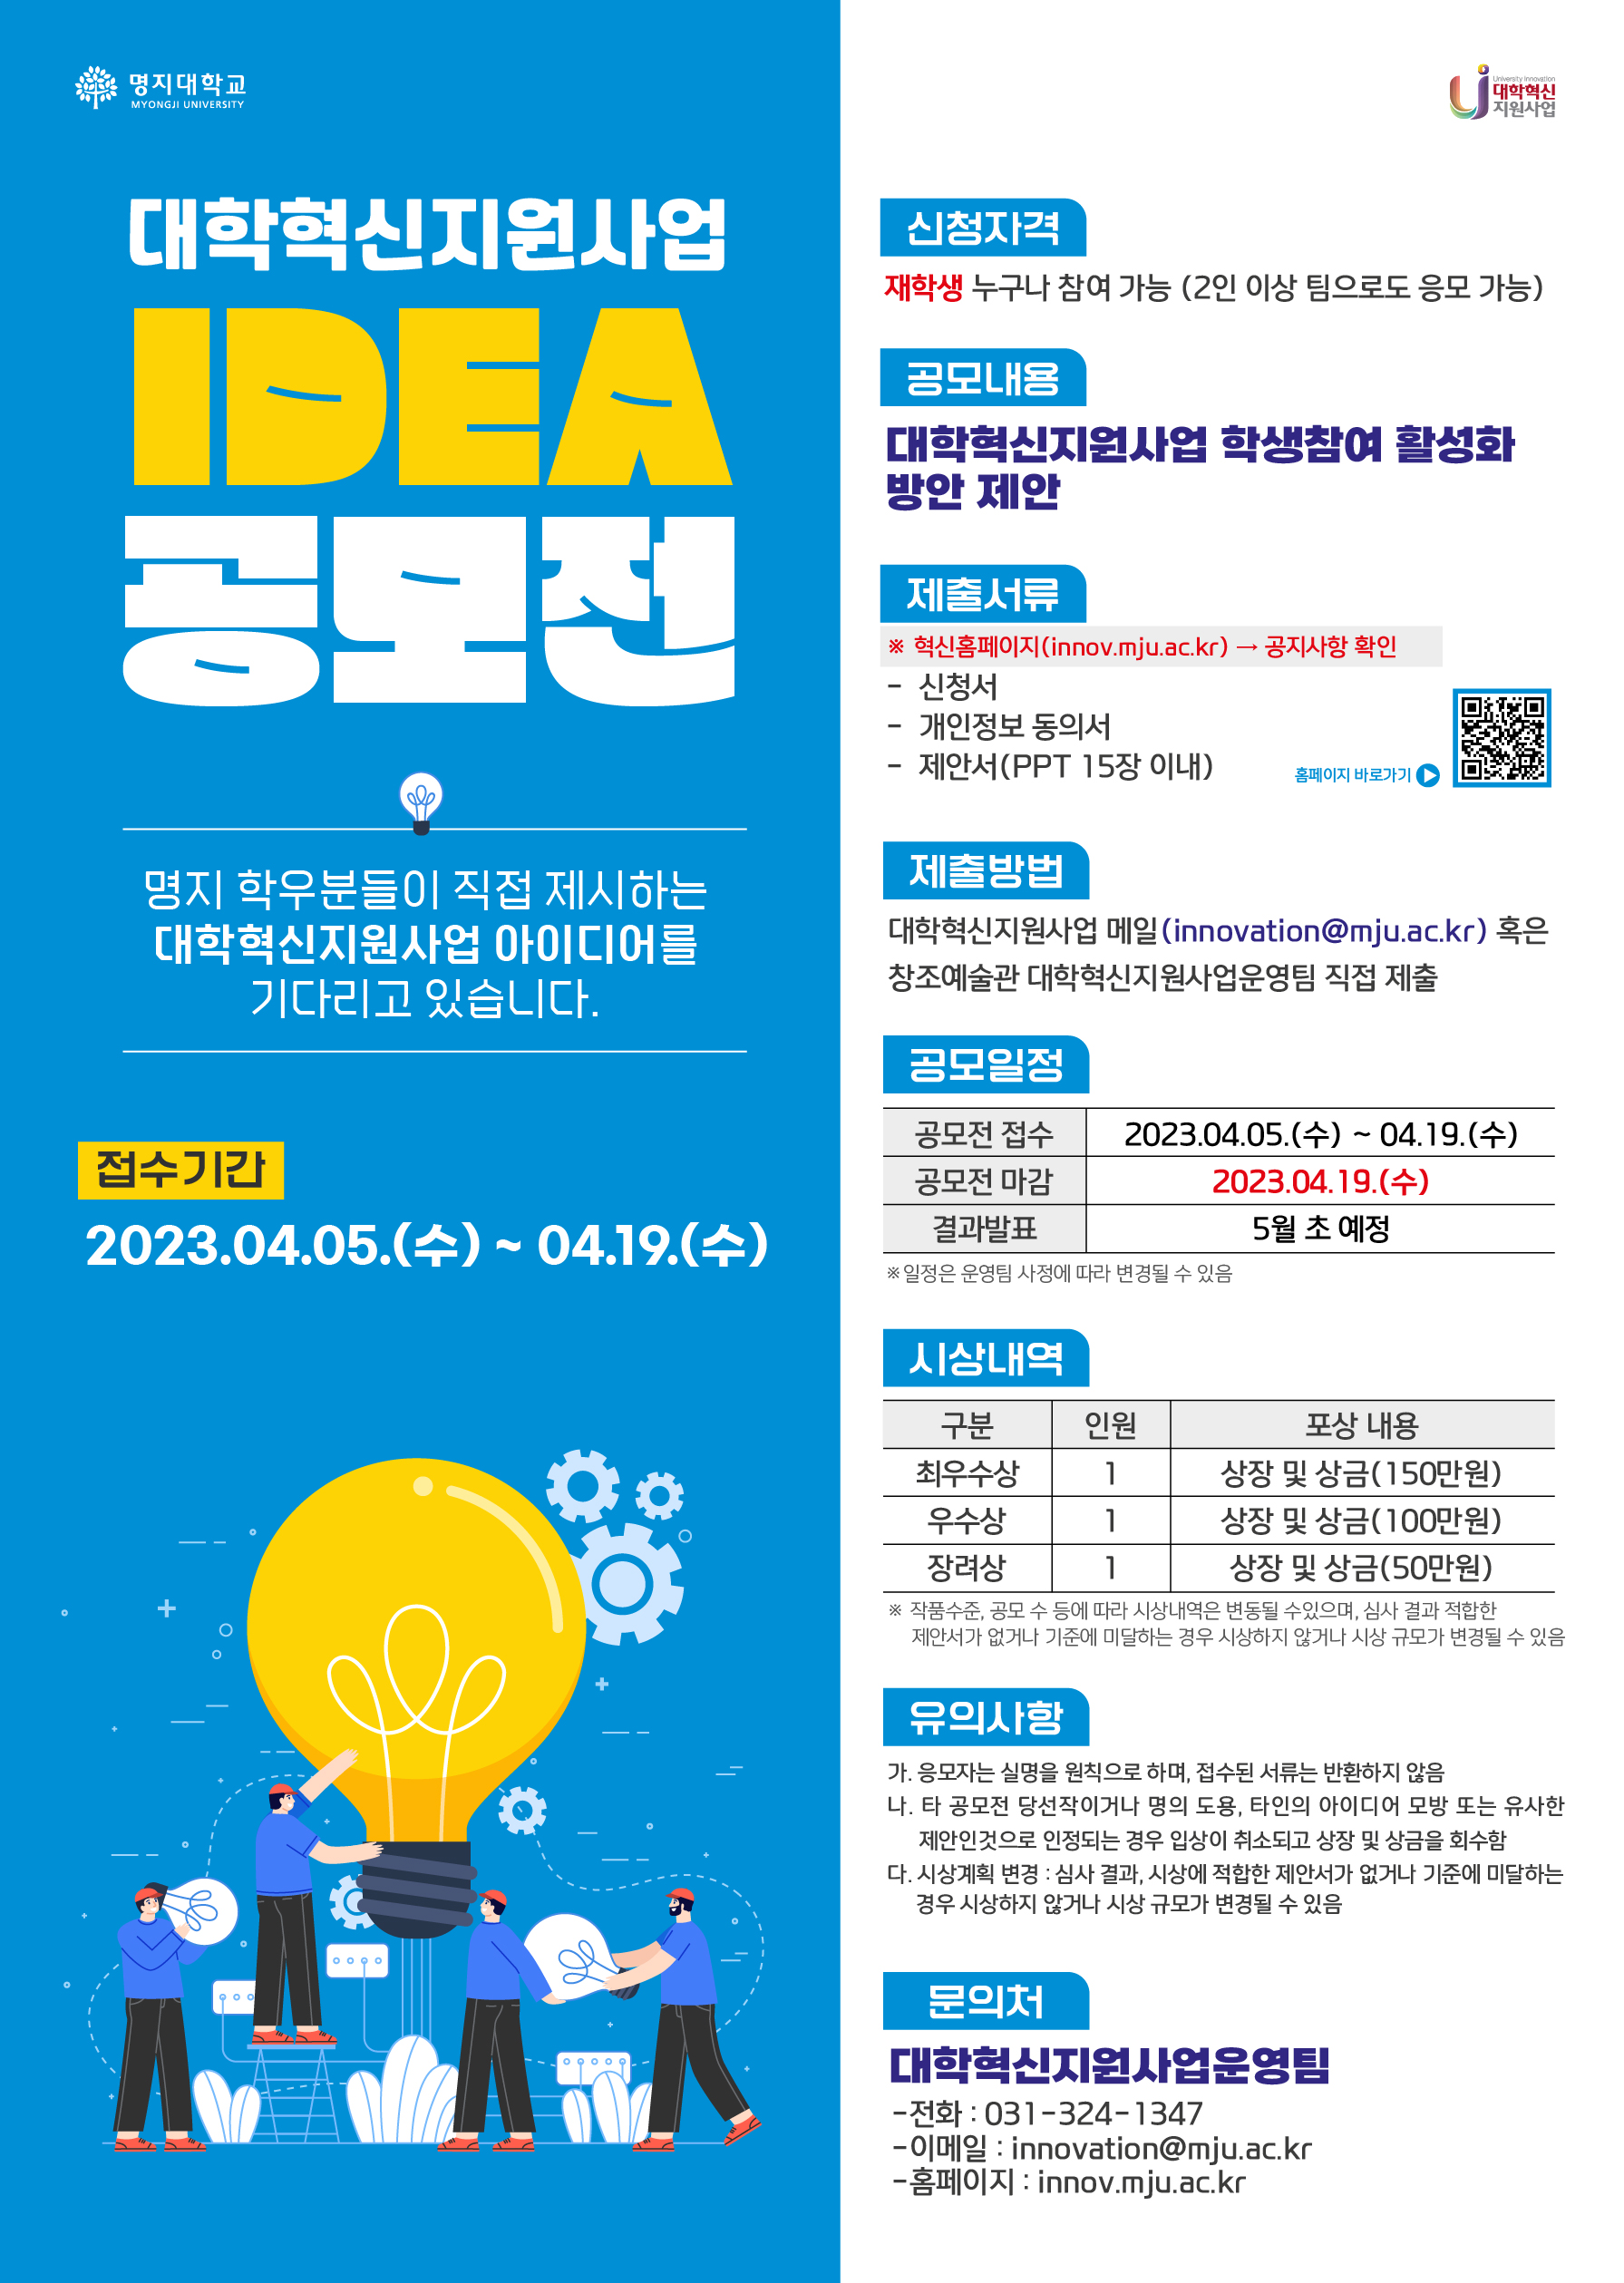 명지대학교
MYONGJI UNIVERSITY
대학혁신지원사업
IDEA
공모전
명지 학우분들이 직접 제시하는
대학혁신지원사업 아이디어를
기다리고 있습니다.
접수기간
2023.04.05.(수) ~ 04.19.(수)
University Innovation
대학혁신
지원사업
신청자격
재학생 누구나 참여 가능 (2인 이상 팀으로도 응모 가능)
공모내용
대학혁신지원사업 학생참여 활성화
방안 제안
제출서류
※ 혁신홈페이지(innov.mju.ac.kr) → 공지사항 확인
- 신청서
- 개인정보 동의서
- 제안서(PPT 15장 이내)
홈페이지 바로가기
제출방법
대학혁신지원사업 메일(innovation@mju.ac.kr) 혹은
창조예술관 대학혁신지원사업운영팀 직접 제출
공모일정
공모전 접수 2023.04.05.(수) ~ 04.19.(수)
공모전 마감 2023.04.19.(수)
결과발표 5월 초 예정
※일정은 운영팀 사정에 따라 변경될 수 있음
시상내역
구분 인원 포상 내용
최우수상 1 상장 및 상금(150만원)
우수상 1 상장 및 상금(100만원)
장려상 1 상장 및 상금(50만원)
※ 작품수준, 공모 수 등에 따라 시상내역은 변동될 수있으며, 심사 결과 적합한
제안서가 없거나 기준에 미달하는 경우 시상하지 않거나 시상 규모가 변경될 수 있음
유의사항
가. 응모자는 실명을 원칙으로 하며, 접수된 서류는 반환하지 않음
나. 타 공모전 당선작이거나 명의 도용, 타인의 아이디어 모방 또는 유사한
제안인것으로 인정되는 경우 입상이 취소되고 상장 및 상금을 회수함
다. 시상계획 변경 : 심사 결과, 시상에 적합한 제안서가 없거나 기준에 미달하는
경우 시상하지 않거나 시상 규모가 변경될 수 있음
문의처
대학혁신지원사업운영팀
-전화 : 031-324-1347
-이메일 : innovation@mju.ac.kr
-홈페이지 : innov.mju.ac.kr